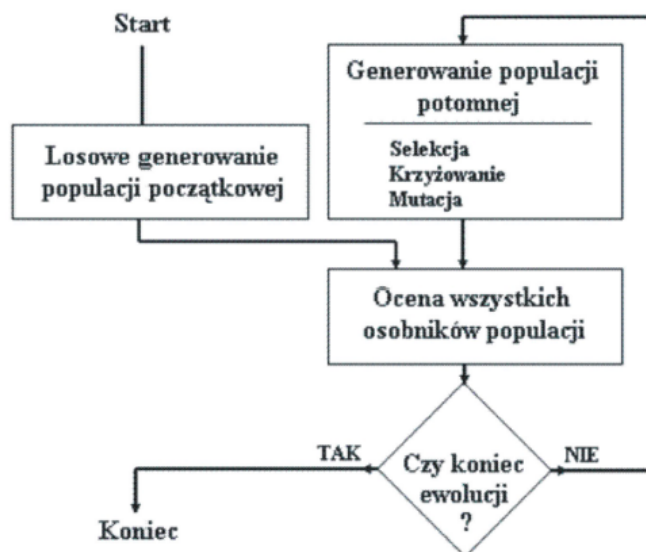 Start
Losowe generowanie
populacji początkowej
Generowanie populacji
potomnej
Selekcja
Krzyżowanie
Mutacja
Ocena wszystkich
osobników populacji
Czy koniec
ewolucji
?
TAK
NIE
Koniec